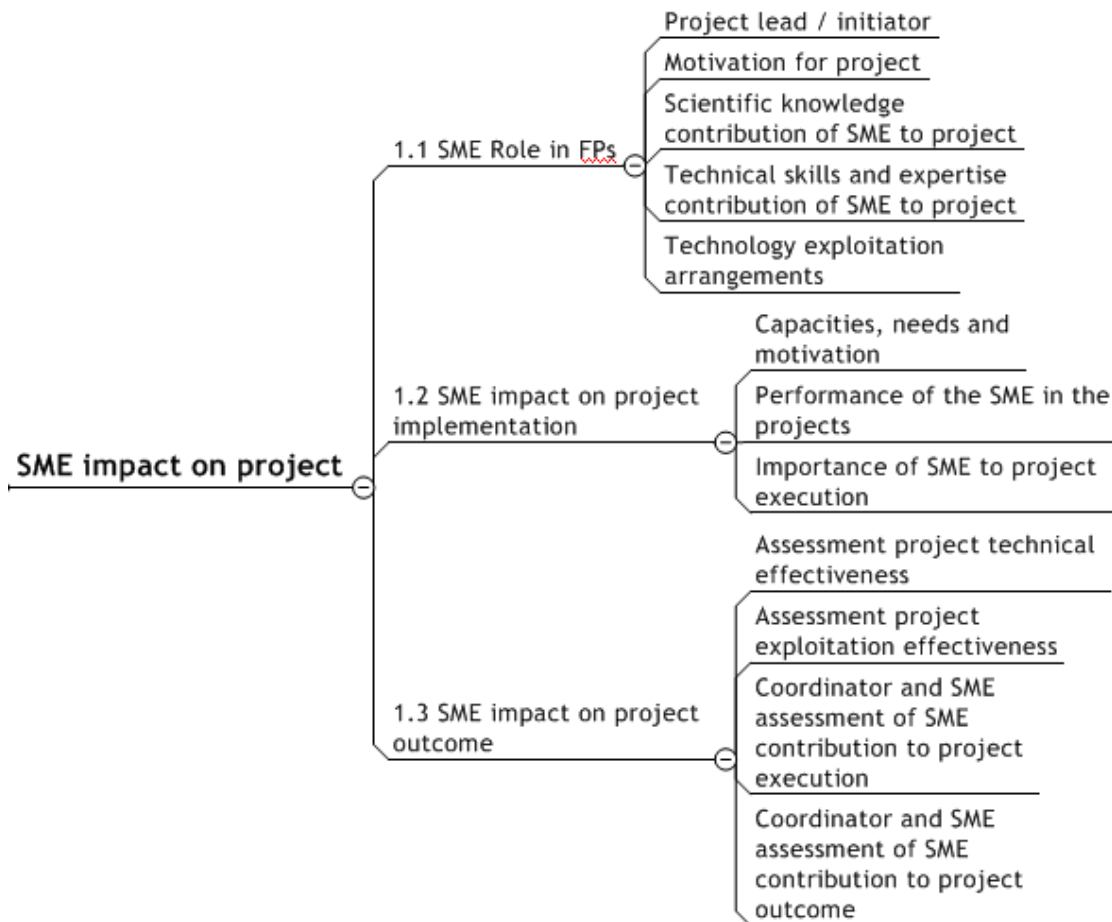 Project lead / initiator
Motivation for project
Scientific knowledge
contribution of SME to project
1.1 SME Role in FPs
Technical skills and expertise
contribution of SME to project
Technology exploitation
arrangements
Capacities, needs and
motivation
1.2 SME impact on project
implementation
Performance of the SME in the
projects
SME impact on project
Importance of SME to project
execution
Assessment project technical
effectiveness
Assessment project
exploitation effectiveness
1.3 SME impact on project
outcome
Coordinator and SME
assessment of SME
contribution to project
execution
Coordinator and SME
assessment of SME
contribution to project
outcome